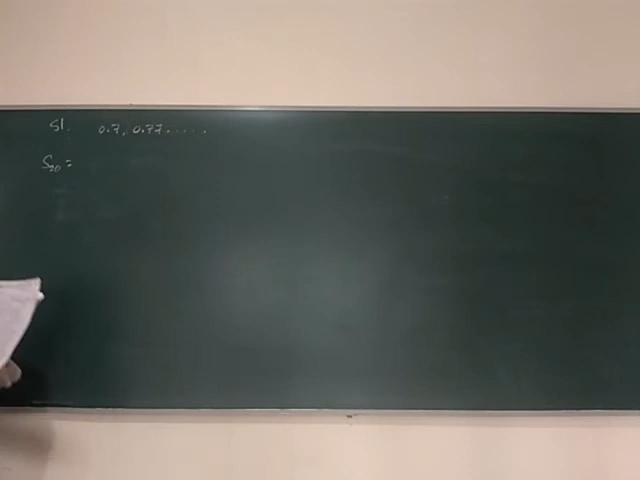 51. 0.7, 0.77.....
S₂₀ =